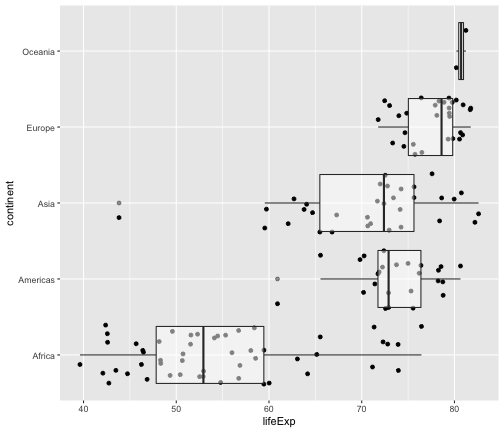 Oceania
Europe
Asia
Americas
Africa
continent
40 50 60 70 80
lifeExp